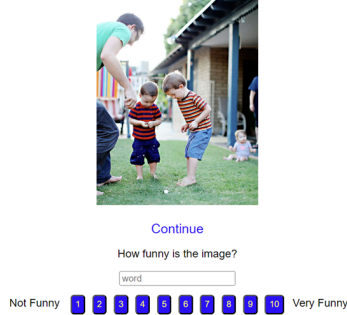 Continue
How funny is the image?
word
Not Funny 1 2 3 4 5 6 7 8 9 10 Very Funny